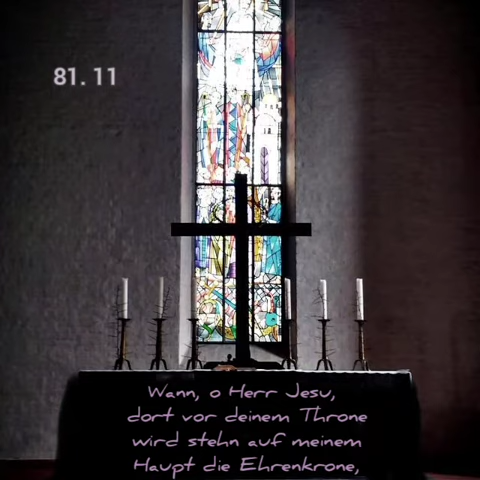 81. 11
Wann, o Herr Jesu,
dort vor deinem Throne
wird stehn auf meinem
Haupt die Ehrenkrone,